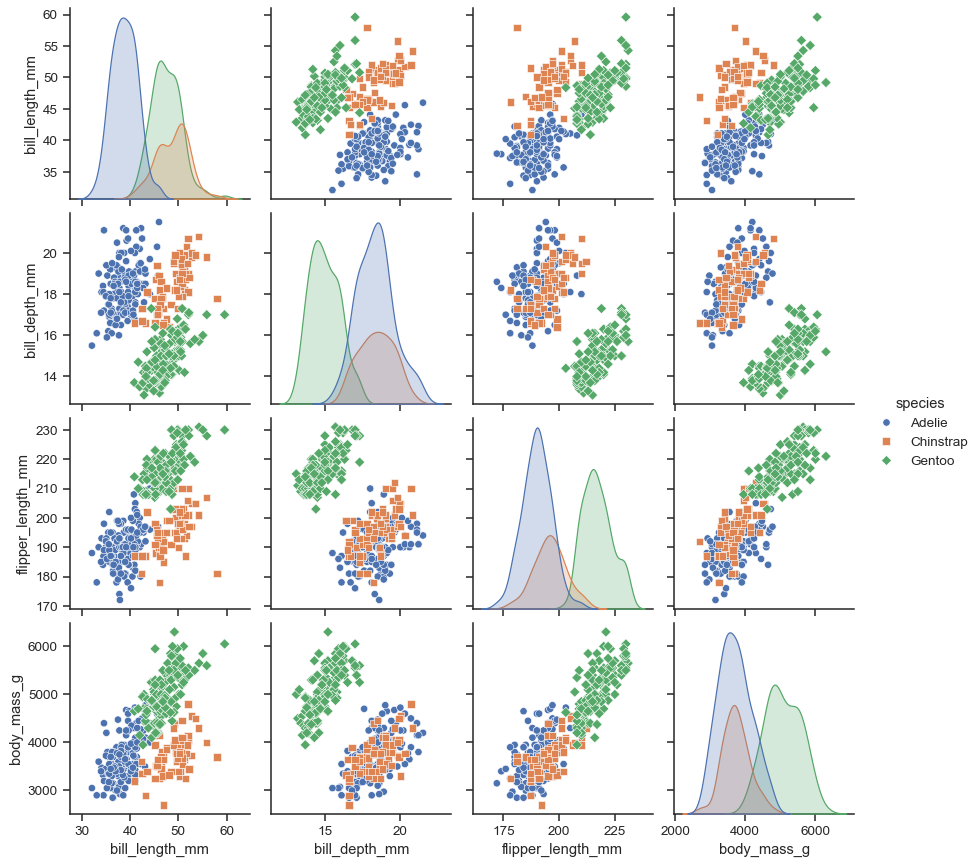 60
55
50
45
40
35
bill_length_mm
20
18
16
14
bill_depth_mm
species
Adelie
Chinstrap
Gentoo
230
220
210
200
190
180
170
flipper_length_mm
6000
5000
4000
3000
body_mass_g
30 40 50 60
15 20
175 200 225
2000 4000 6000
bill_length_mm
bill_depth_mm
flipper_length_mm
body_mass_g